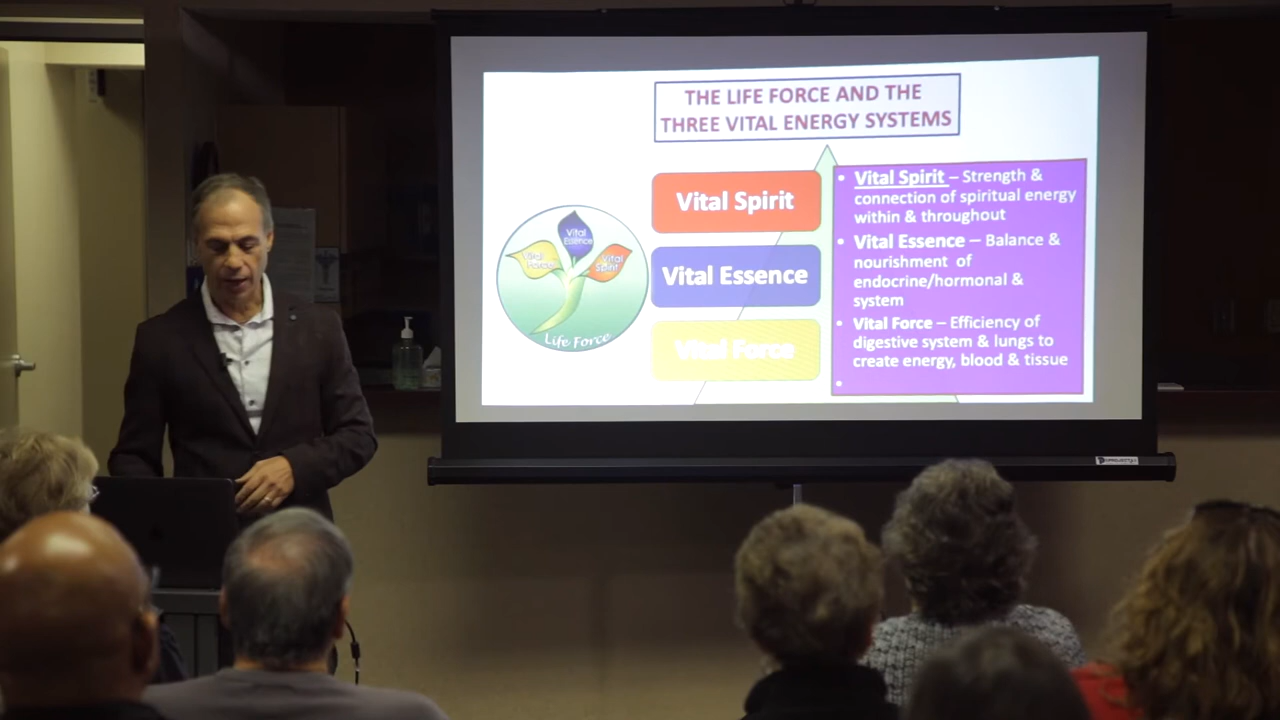 THE LIFE FORCE AND THE
THREE VITAL ENERGY SYSTEMS
Vital Spirit
Vital Essence
Vital Force
• Vital Spirit – Strength &
connection of spiritual energy
within & throughout
• Vital Essence – Balance &
nourishment of
endocrine/hormonal &
system
• Vital Force – Efficiency of
digestive system & lungs to
create energy, blood & tissue
•
Vital
Essence
Vital
Force
Vital
Spirit
Life Force